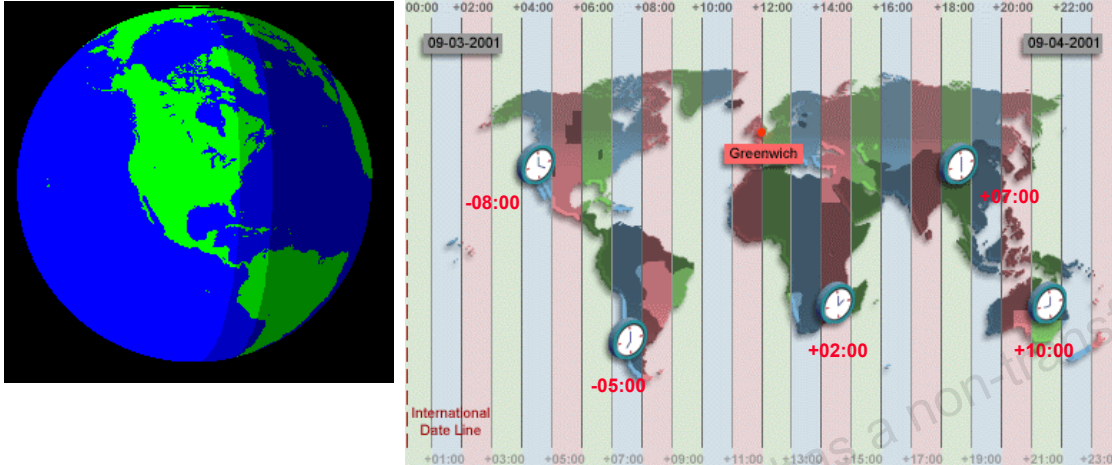 00:00 +02:00 +04:00 +06:00 +08:00 +10:00 +12:00 +14:00 +16:00 +18:00 +20:00 +22:00
09-03-2001 09-04-2001
Greenwich
-08:00 +07:00
+02:00 +10:00
-05:00
International
Date Line
+01:00 +03:00 +05:00 +07:00 +09:00 +11:00 +13:00 +15:00 +17:00 +19:00 +21:00 +23:00
as a non-trans